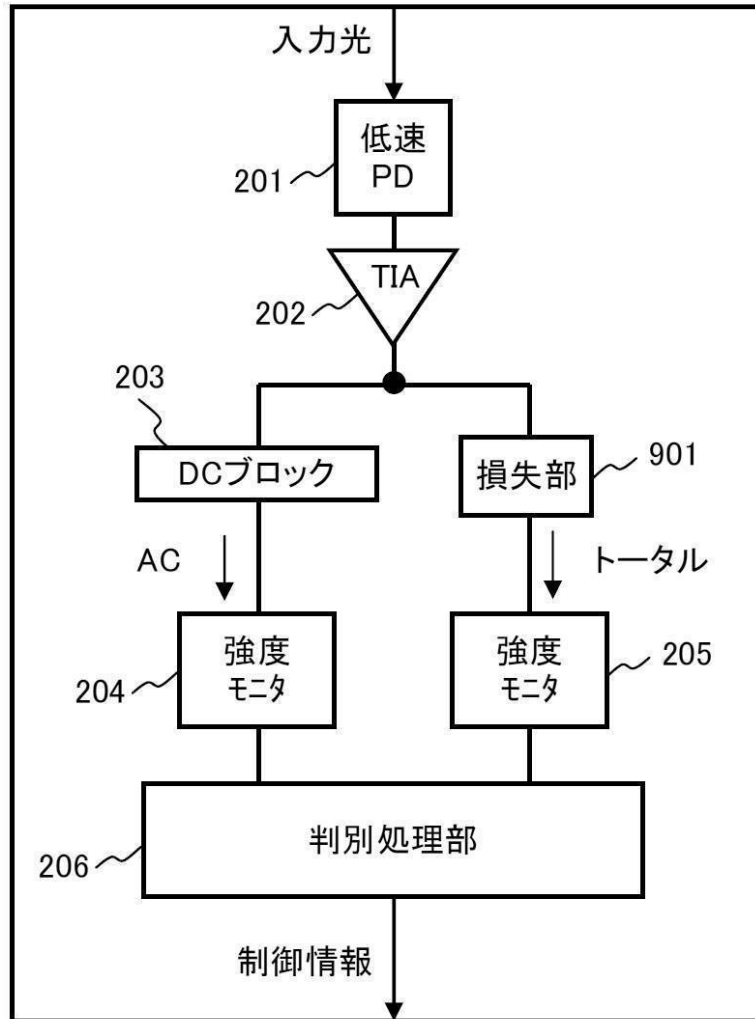 入力光
低速
PD
201
TIA
202
203
DCブロック
損失部
901
AC
トータル
強度
モニタ
204
強度
モニタ
205
判別処理部
206
制御情報